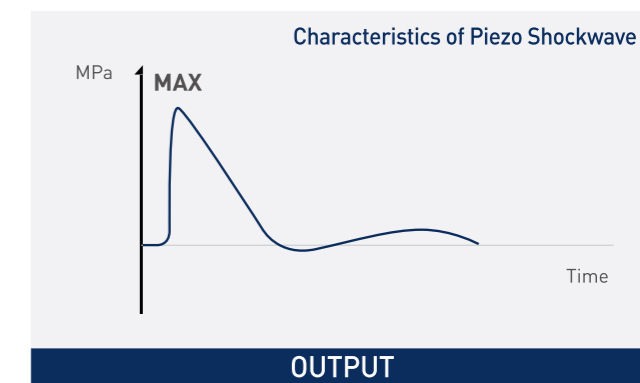 Characteristics of Piezo Shockwave
MPa
MAX
Time
OUTPUT